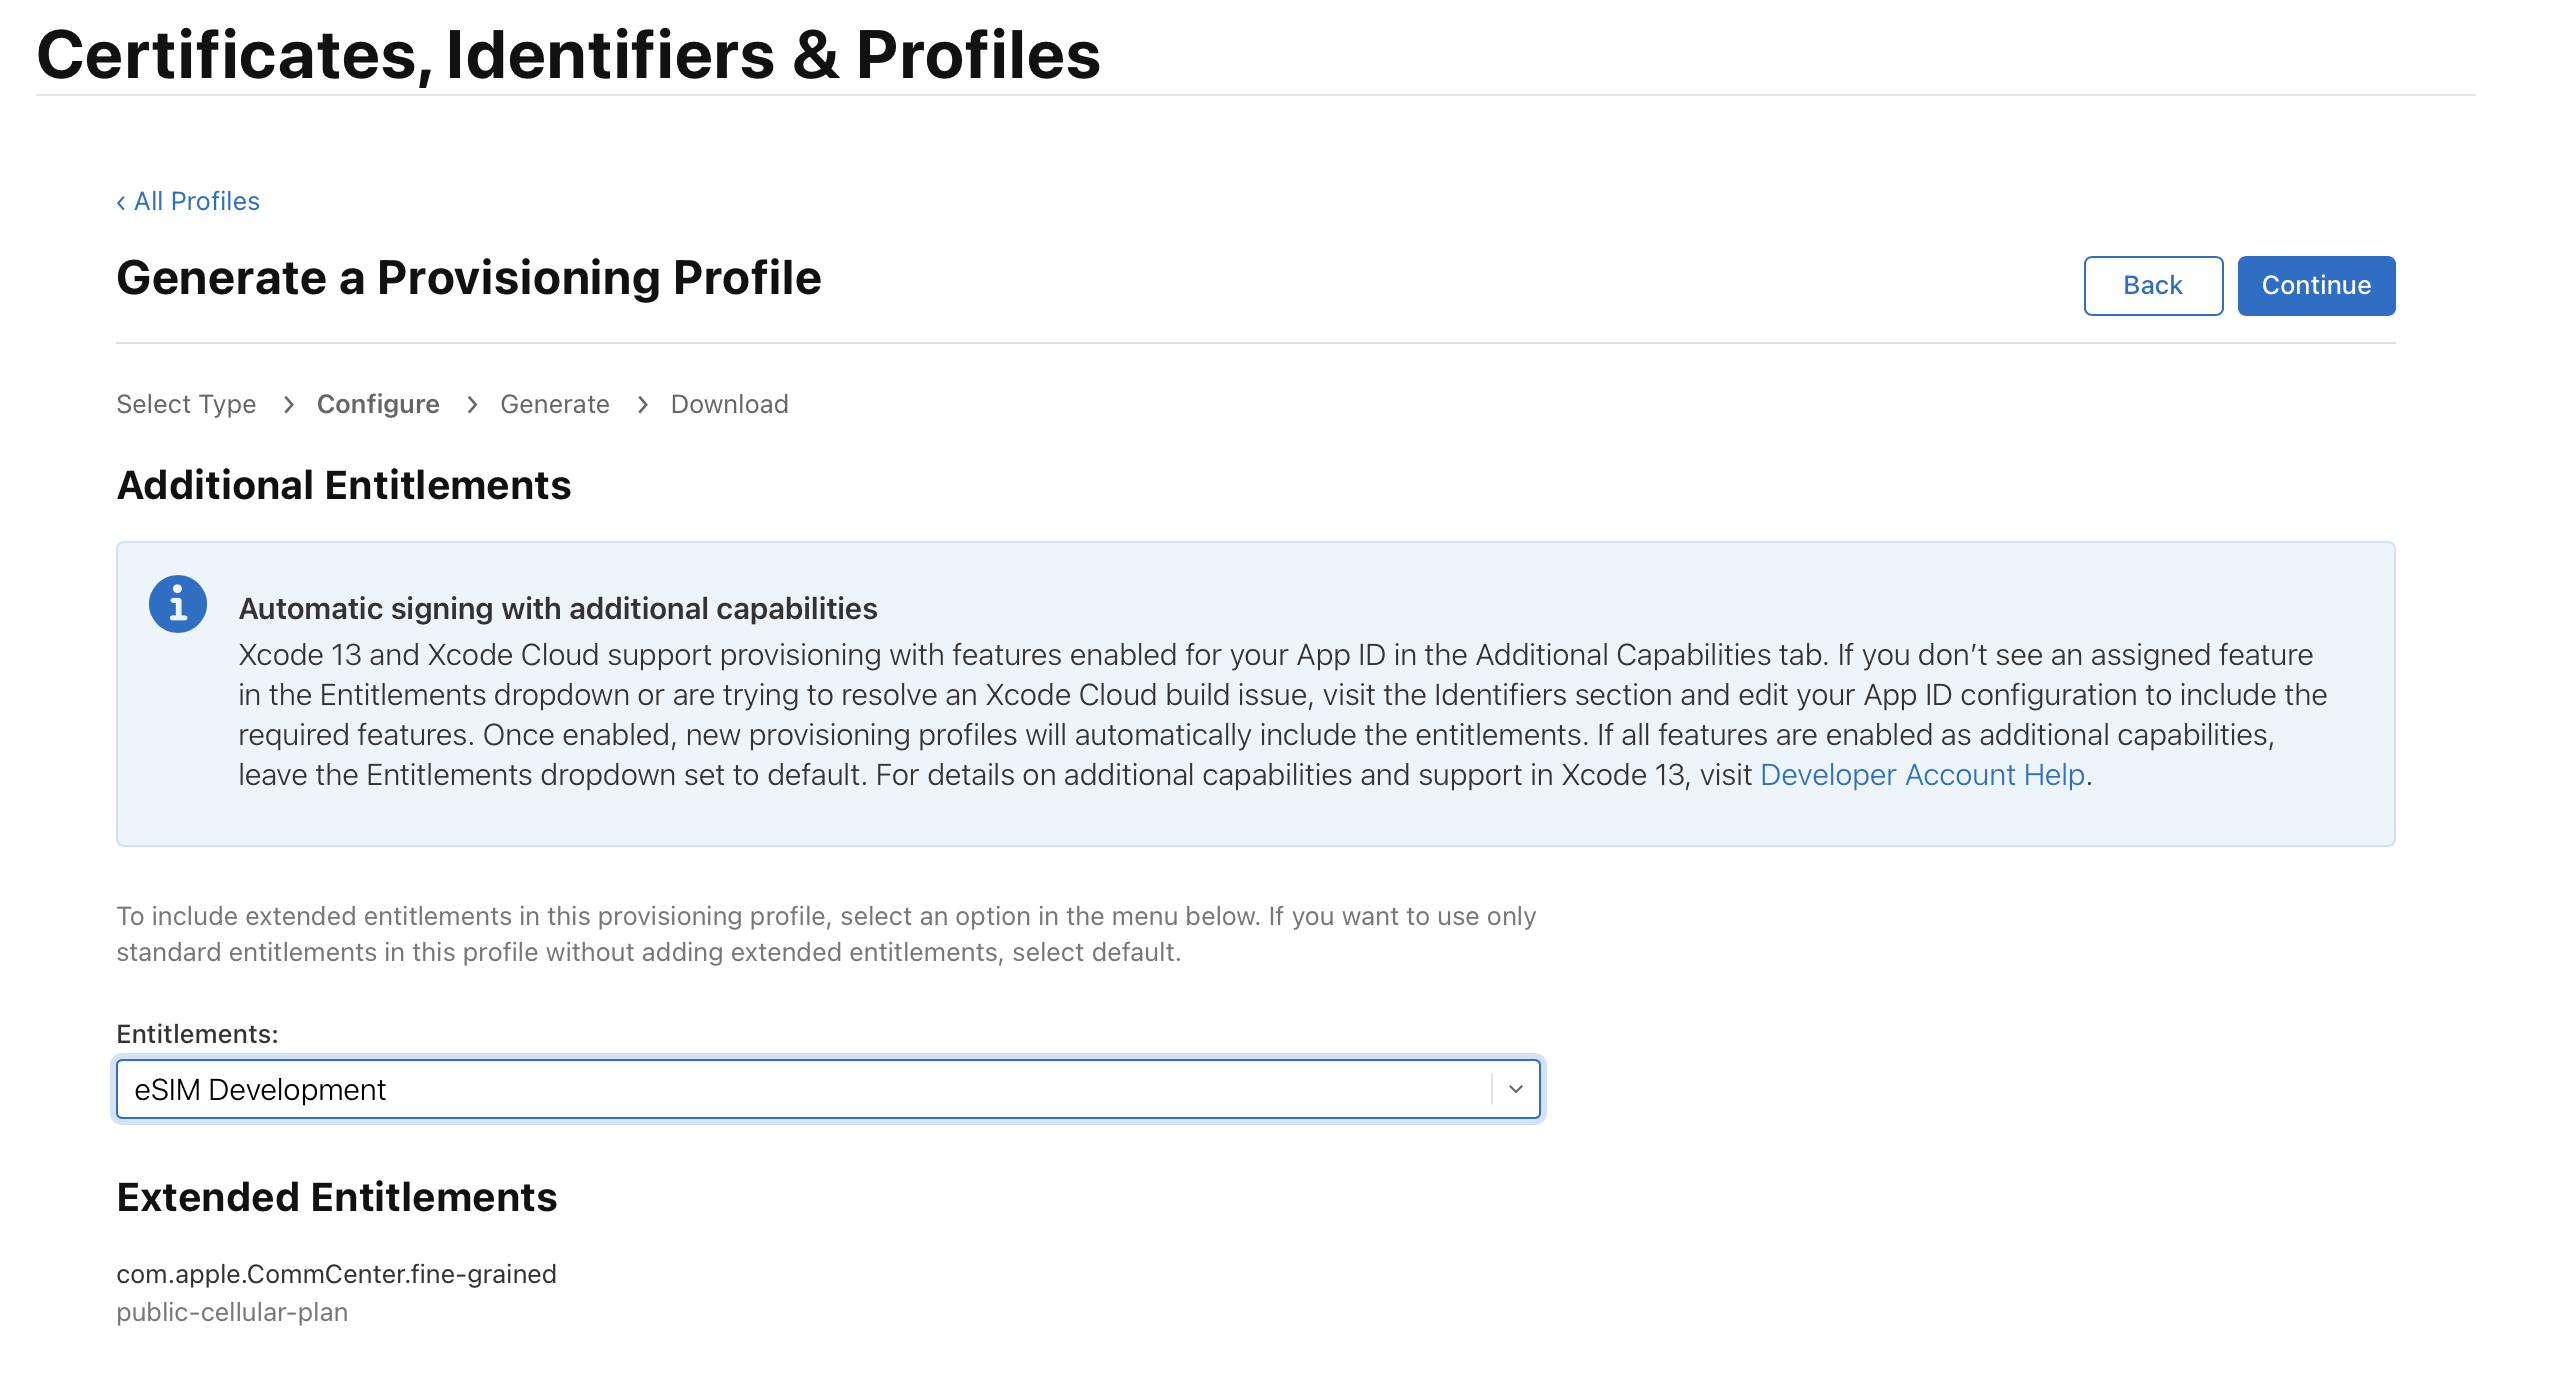 Certificates, Identifiers & Profiles
‹ All Profiles
Generate a Provisioning Profile
Back
Continue
Select Type > Configure > Generate > Download
Additional Entitlements
Automatic signing with additional capabilities
Xcode 13 and Xcode Cloud support provisioning with features enabled for your App ID in the Additional Capabilities tab. If you don’t see an assigned feature
in the Entitlements dropdown or are trying to resolve an Xcode Cloud build issue, visit the Identifiers section and edit your App ID configuration to include the
required features. Once enabled, new provisioning profiles will automatically include the entitlements. If all features are enabled as additional capabilities,
leave the Entitlements dropdown set to default. For details on additional capabilities and support in Xcode 13, visit Developer Account Help.
To include extended entitlements in this provisioning profile, select an option in the menu below. If you want to use only
standard entitlements in this profile without adding extended entitlements, select default.
Entitlements:
eSIM Development
Extended Entitlements
com.apple.CommCenter.fine-grained
public-cellular-plan